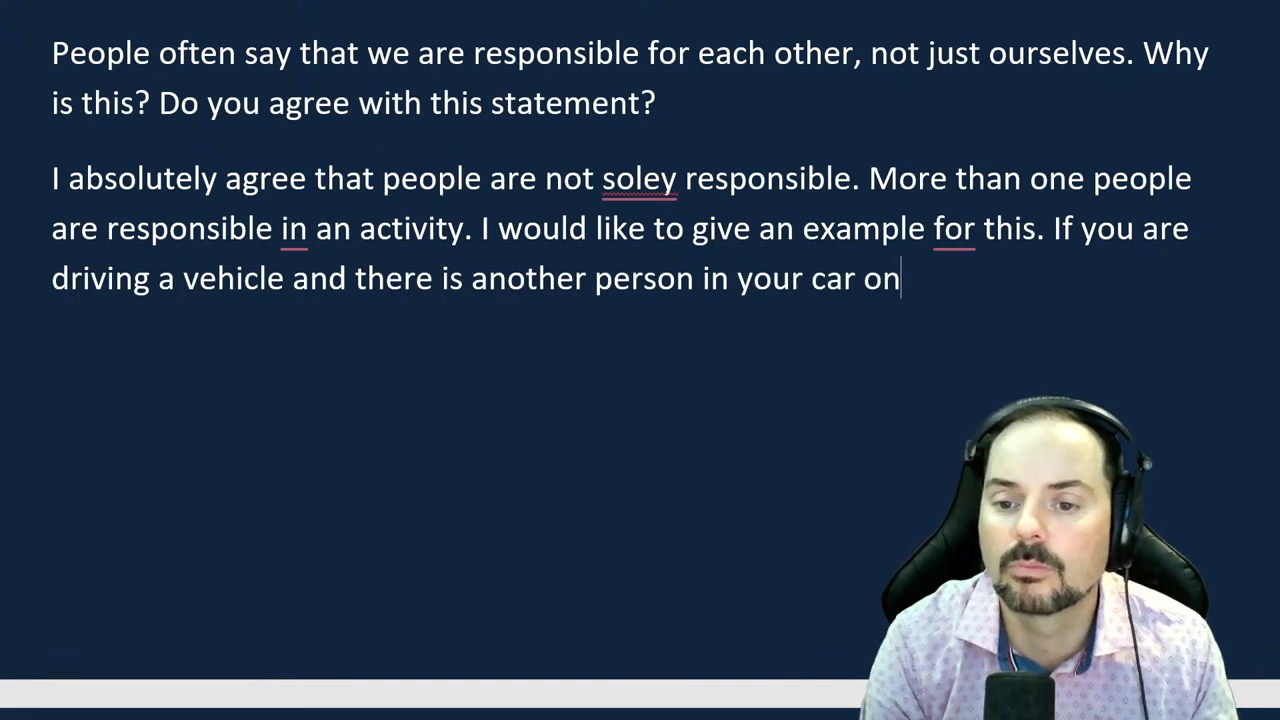 People often say that we are responsible for each other, not just ourselves. Why
is this? Do you agree with this statement?
I absolutely agree that people are not soley responsible. More than one people
are responsible in an activity. I would like to give an example for this. If you are
driving a vehicle and there is another person in your car on